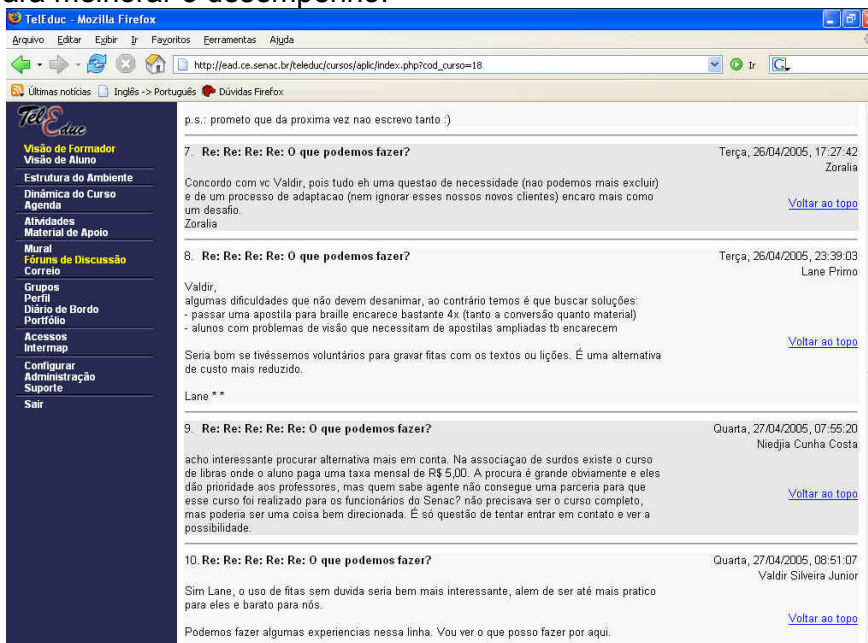 ara melhorar o desempenho.
TelEduc - Mozilla Firefox
Arquivo Editar Exibir Ir Favoritos Ferramentas Ajuda
http://ead.ce.senac.br/teleduc/cursos/aplic/index.php?cod_curso=18
Ir
Últimas notícias Inglês -> Português Dúvidas Firefox
TelEduc
Visão de Formador
Visão de Aluno
Estrutura do Ambiente
Dinâmica do Curso
Agenda
Atividades
Material de Apoio
Mural
Fóruns de Discussão
Correio
Grupos
Perfil
Diário de Bordo
Portfólio
Acessos
Intermap
Configurar
Administração
Suporte
Sair
p.s.: prometo que da proxima vez nao escrevo tanto :)
7. Re: Re: Re: Re: O que podemos fazer? Terça, 26/04/2005, 17:27:42
Zoralia
Concordo com vc Valdir, pois tudo eh uma questao de necessidade (nao podemos mais excluir)
e de um processo de adaptacao (nem ignorar esses nossos novos clientes) encaro mais como
um desafio.
Zoralia
Voltar ao topo
8. Re: Re: Re: Re: O que podemos fazer? Terça, 26/04/2005, 23:39:03
Lane Primo
Valdir,
algumas dificuldades que não devem desanimar, ao contrário temos é que buscar soluções:
- passar uma apostila para braille encarece bastante 4x (tanto a conversão quanto material)
- alunos com problemas de visão que necessitam de apostilas ampliadas tb encarecem
Voltar ao topo
Seria bom se tivéssemos voluntários para gravar fitas com os textos ou lições. É uma alternativa
de custo mais reduzido.
Lane * *
9. Re: Re: Re: Re: Re: O que podemos fazer? Quarta, 27/04/2005, 07:55:20
Niedjia Cunha Costa
acho interessante procurar alternativa mais em conta. Na associaçao de surdos existe o curso
de libras onde o aluno paga uma taxa mensal de R$ 5,00. A procura é grande obviamente e eles
dão prioridade aos professores, mas quem sabe agente não consegue uma parceria para que
esse curso foi realizado para os funcionários do Senac? não precisava ser o curso completo,
mas poderia ser uma coisa bem direcionada. É só questão de tentar entrar em contato e ver a
possibilidade.
Voltar ao topo
10. Re: Re: Re: Re: Re: O que podemos fazer? Quarta, 27/04/2005, 08:51:07
Valdir Silveira Junior
Sim Lane, o uso de fitas sem duvida seria bem mais interessante, alem de ser até mais pratico
para eles e barato para nós.
Voltar ao topo
Podemos fazer algumas experiencias nessa linha. Vou ver o que posso fazer por aqui.